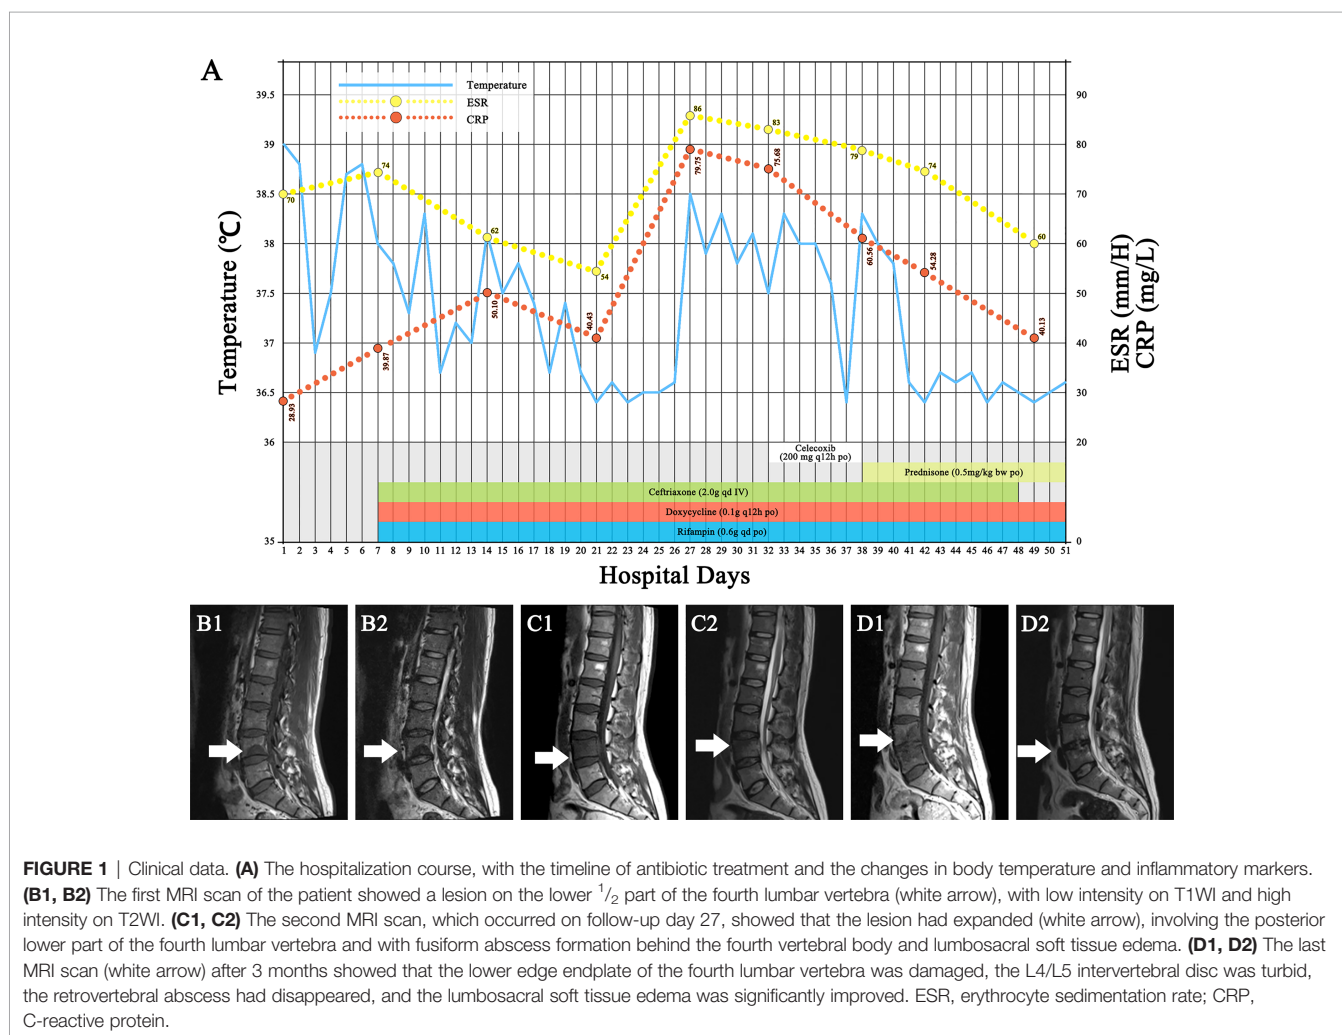 A
Temperature
ESR
CRP
39.5
39
38.5
38
37.5
37
36.5
36
35
Temperature (℃)
90
80
70
60
50
40
30
20
0
ESR (mm/H)
CRP (mg/L)
70
74
62
54
86
83
79
74
60
28.93
39.87
50.10
40.43
79.75
75.68
60.56
54.28
40.13
Celecoxib
(200 mg q12h po)
Prednisone (0.5mg/kg bw po)
Ceftriaxone (2.0g qd IV)
Doxycycline (0.1g q12h po)
Rifampin (0.6g qd po)
1 2 3 4 5 6 7 8 9 10 11 12 13 14 15 16 17 18 19 20 21 22 23 24 25 26 27 28 29 30 31 32 33 34 35 36 37 38 39 40 41 42 43 44 45 46 47 48 49 50 51
Hospital Days
B1 B2 C1 C2 D1 D2
FIGURE 1 | Clinical data. (A) The hospitalization course, with the timeline of antibiotic treatment and the changes in body temperature and inflammatory markers.
(B1, B2) The first MRI scan of the patient showed a lesion on the lower 1/2 part of the fourth lumbar vertebra (white arrow), with low intensity on T1WI and high
intensity on T2WI. (C1, C2) The second MRI scan, which occurred on follow-up day 27, showed that the lesion had expanded (white arrow), involving the posterior
lower part of the fourth lumbar vertebra and with fusiform abscess formation behind the fourth vertebral body and lumbosacral soft tissue edema. (D1, D2) The last
MRI scan (white arrow) after 3 months showed that the lower edge endplate of the fourth lumbar vertebra was damaged, the L4/L5 intervertebral disc was turbid,
the retrovertebral abscess had disappeared, and the lumbosacral soft tissue edema was significantly improved. ESR, erythrocyte sedimentation rate; CRP,
C-reactive protein.